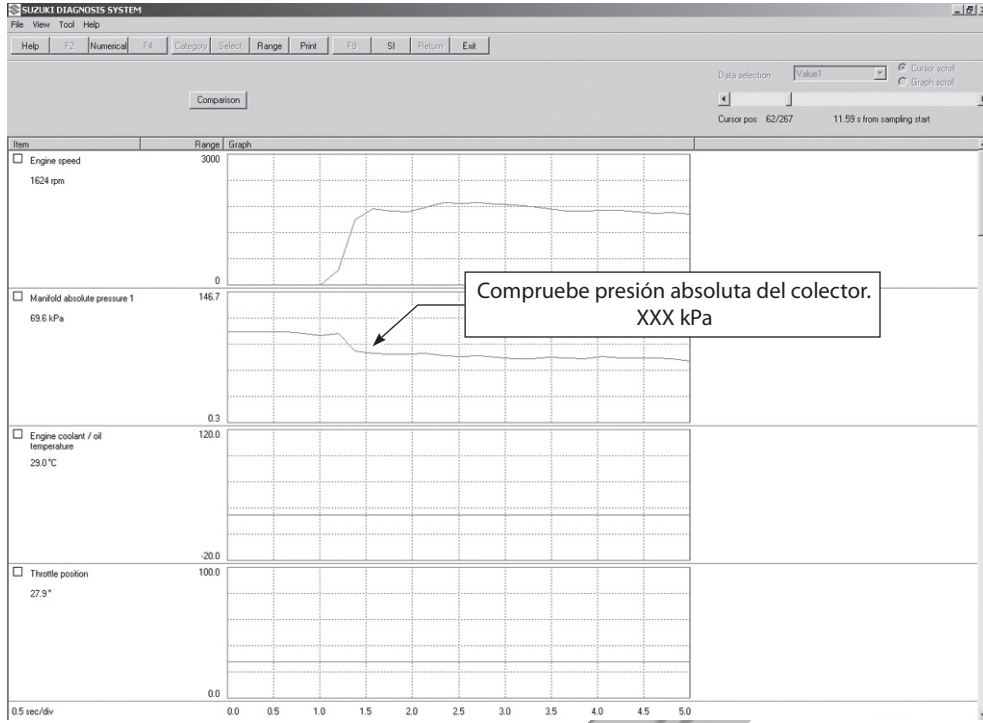 SUZUKI DIAGNOSIS SYSTEM
File View Tool Help
Help F2 Numerical F4 Category Select Range Print F9 SI Return Exit
Data selection Value1 Cursor scroll
Graph scroll
Comparison
Cursor pos 62/267 11.59 s from sampling start
Item Range Graph
Engine speed 3000
1624 rpm
0
Manifold absolute pressure 1 146.7
69.6 kPa
Compruebe presión absoluta del colector.
XXX kPa
0.3
Engine coolant / oil 120.0
temperature
29.0 °C
-20.0
Throttle position 100.0
27.9 °
0.0
0.5 sec/div 0.0 0.5 1.0 1.5 2.0 2.5 3.0 3.5 4.0 4.5 5.0